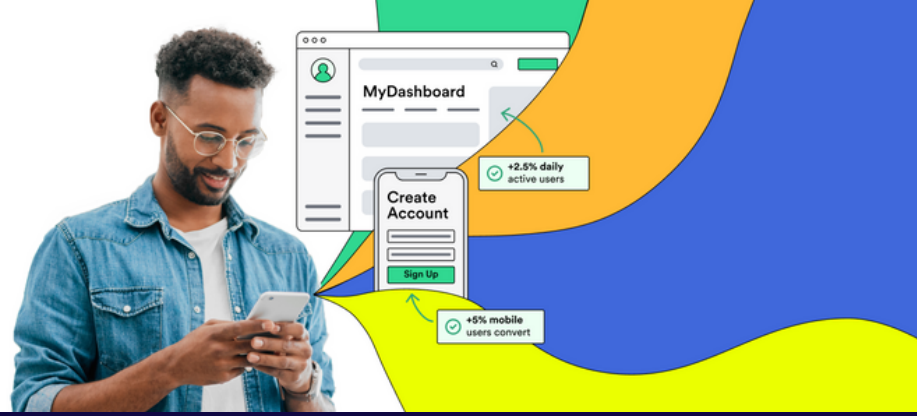 MyDashboard
+2.5% daily
active users
Create
Account
Sign Up
+5% mobile
users convert